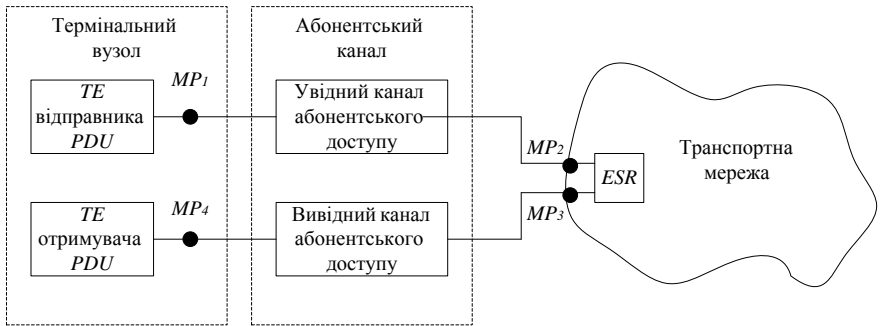 Термінальний
вузол
Абонентський
канал
TE
відправника
PDU
MP1
Увідний канал
абонентського
доступу
MP2
ESR
Транспортна
мережа
MP3
TE
отримувача
PDU
MP4
Вивідний канал
абонентського
доступу